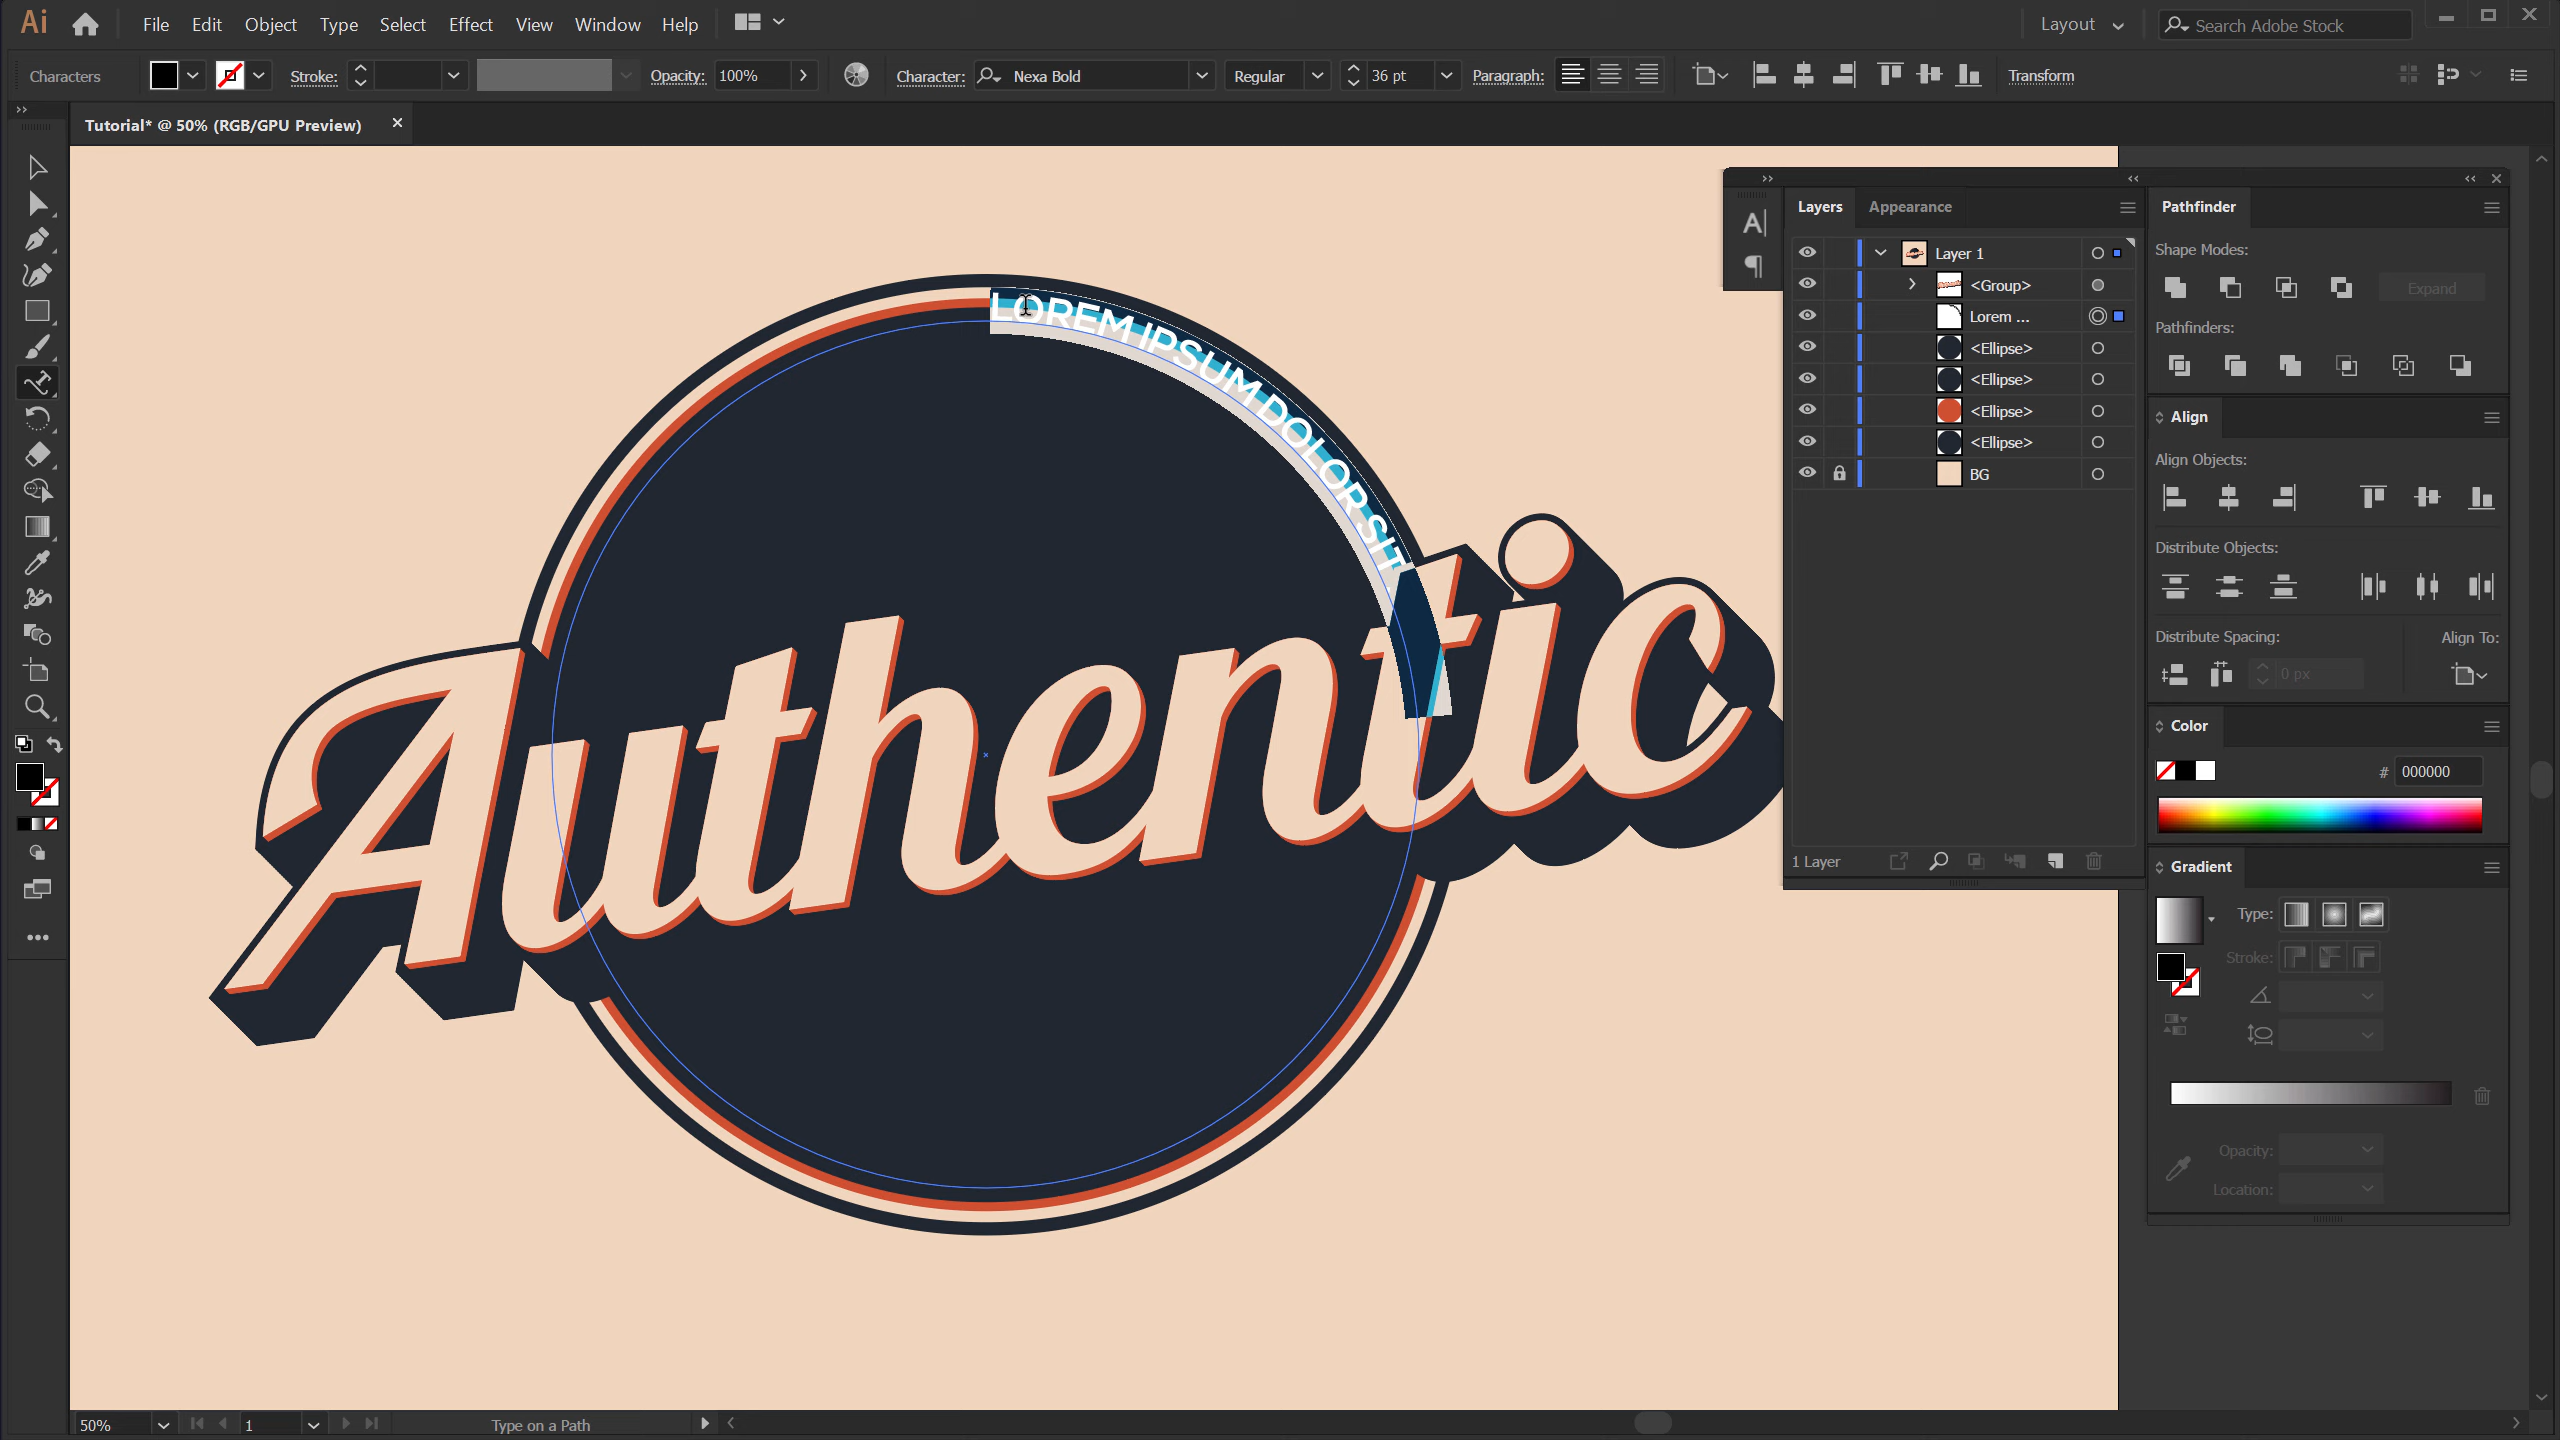 Ai File Edit Object Type Select Effect View Window Help Layout Search Adobe Stock
Characters Stroke: Opacity: 100% Character: Nexa Bold Regular 36 pt Paragraph: Transform
Tutorial* @ 50% (RGB/GPU Preview)
LOREM IPSUM DOLOR SIT
Authentic
Layers Appearance
Layer 1
<Group>
Lorem ...
<Ellipse>
<Ellipse>
<Ellipse>
<Ellipse>
BG
1 Layer
Pathfinder
Shape Modes:
Expand
Pathfinders:
Align
Align Objects:
Distribute Objects:
Distribute Spacing: Align To:
0 px
Color
# 000000
Gradient
Type:
Stroke:
Opacity:
Location:
50% 1 Type on a Path